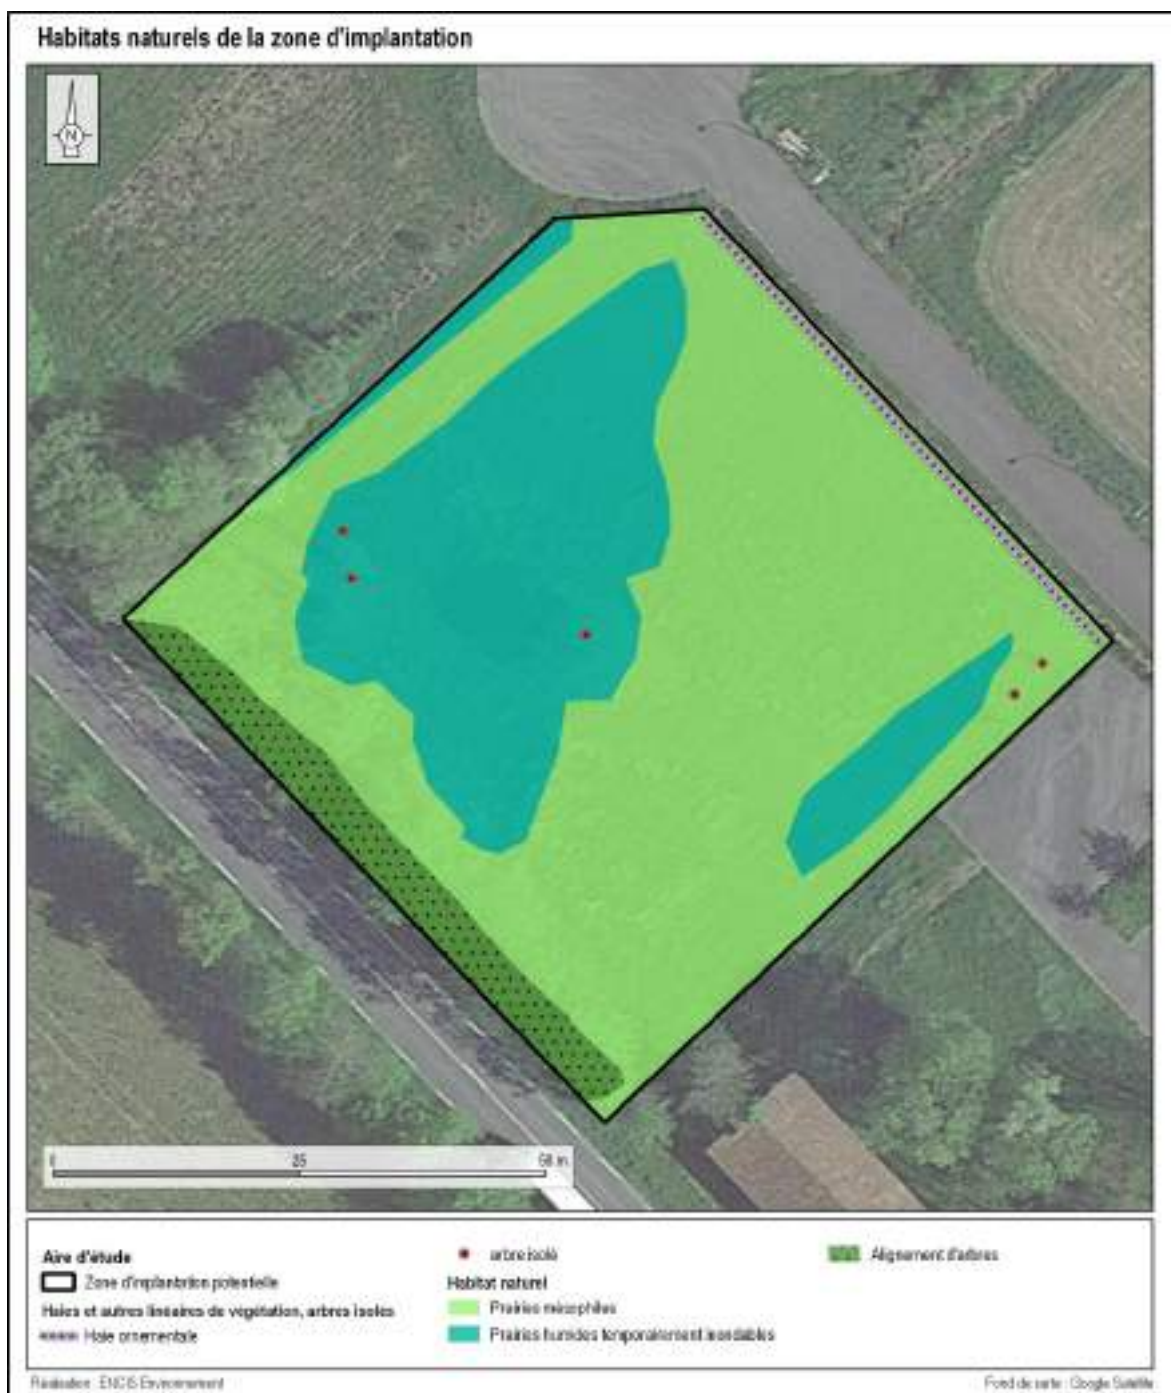 Habitats naturels de la zone d'implantation
N
0 25 50 m
Aire d'étude
Zone d'implantation potentielle
Haies et autres linéaires de végétation, arbres isolés
Haie ornementale
arbre isolé
Habitat naturel
Prairies mésophiles
Prairies humides temporairement inondables
Alignement d'arbres
Réalisation : ENCIS Environnement
Fond de carte : Google Satellite